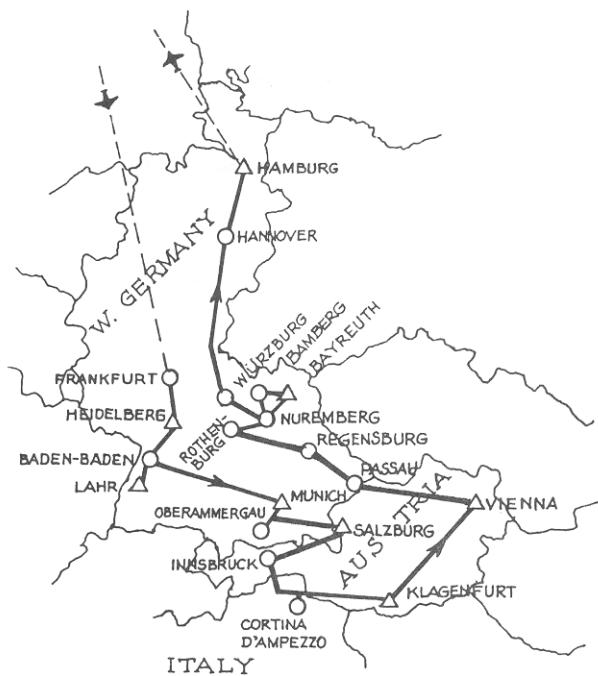 HAMBURG
HANNOVER
W. GERMANY
WÜRZBURG
BAMBERG
BAYREUTH
FRANKFURT
HEIDELBERG
NUREMBERG
ROTHEN-
BURG
REGENSBURG
BADEN-BADEN
PASSAU
LAHR
MUNICH
VIENNA
OBERAMMERGAU
SALZBURG
AUSTRIA
INNSBRUCK
KLAGENFURT
CORTINA
D'AMPEZZO
ITALY